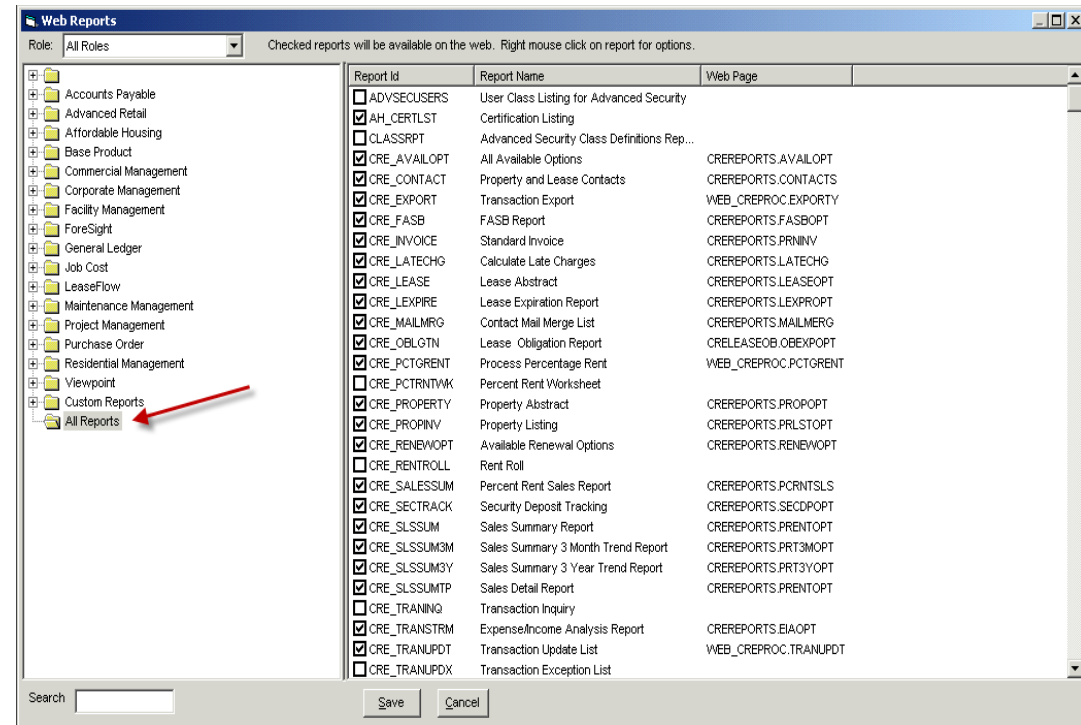 Web Reports
Role: All Roles Checked reports will be available on the web. Right mouse click on report for options.
Accounts Payable
Advanced Retail
Affordable Housing
Base Product
Commercial Management
Corporate Management
Facility Management
ForeSight
General Ledger
Job Cost
LeaseFlow
Maintenance Management
Project Management
Purchase Order
Residential Management
Viewpoint
Custom Reports
All Reports
Report Id Report Name Web Page
ADVSECUSERS User Class Listing for Advanced Security
AH_CERTLST Certification Listing
CLASSRPT Advanced Security Class Definitions Rep...
CRE_AVAILOPT All Available Options CREREPORTS.AVAILOPT
CRE_CONTACT Property and Lease Contacts CREREPORTS.CONTACTS
CRE_EXPORT Transaction Export WEB_CREPROC.EXPORTY
CRE_FASB FASB Report CREREPORTS.FASBOPT
CRE_INVOICE Standard Invoice CREREPORTS.PRNINV
CRE_LATECHG Calculate Late Charges CREREPORTS.LATECHG
CRE_LEASE Lease Abstract CREREPORTS.LEASEOPT
CRE_LEXPIRE Lease Expiration Report CREREPORTS.LEXPROPT
CRE_MAILMRG Contact Mail Merge List CREREPORTS.MAILMERG
CRE_OBLGTN Lease  Obligation Report CRELEASEOB.OBEXPOPT
CRE_PCTGRENT Process Percentage Rent WEB_CREPROC.PCTGRENT
CRE_PCTRNTWK Percent Rent Worksheet
CRE_PROPERTY Property Abstract CREREPORTS.PROPOPT
CRE_PROPINV Property Listing CREREPORTS.PRLSTOPT
CRE_RENEWOPT Available Renewal Options CREREPORTS.RENEWOPT
CRE_RENTROLL Rent Roll
CRE_SALESSUM Percent Rent Sales Report CREREPORTS.PCRNTSLS
CRE_SECTRACK Security Deposit Tracking CREREPORTS.SECDPOPT
CRE_SLSSUM Sales Summary Report CREREPORTS.PRENTOPT
CRE_SLSSUM3M Sales Summary 3 Month Trend Report CREREPORTS.PRT3MOPT
CRE_SLSSUM3Y Sales Summary 3 Year Trend Report CREREPORTS.PRT3YOPT
CRE_SLSSUMTP Sales Detail Report CREREPORTS.PRENTOPT
CRE_TRANINQ Transaction Inquiry
CRE_TRANSTRM Expense/Income Analysis Report CREREPORTS.EIAOPT
CRE_TRANUPDT Transaction Update List WEB_CREPROC.TRANUPDT
CRE_TRANUPDX Transaction Exception List
Search Save Cancel